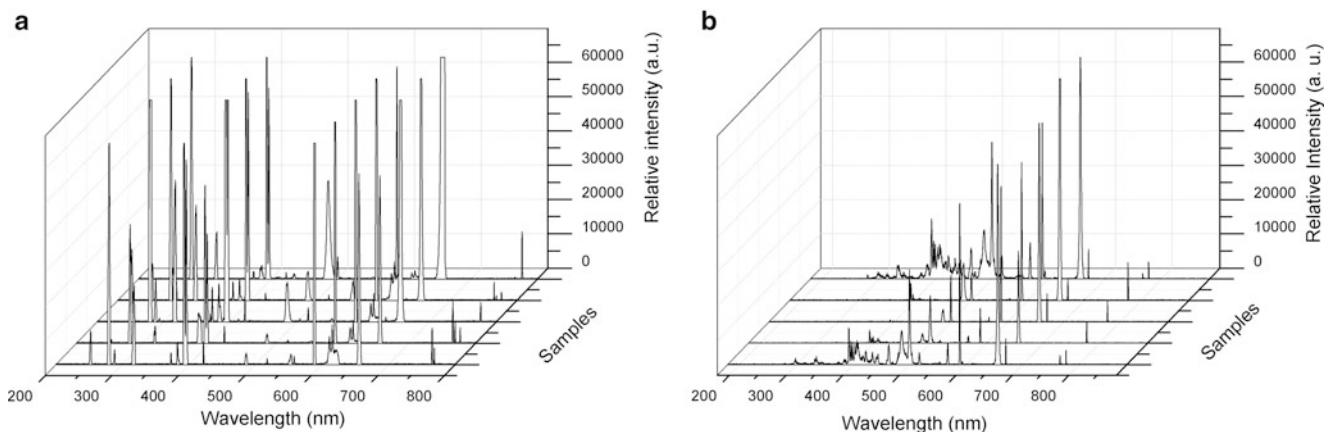 a
60000
50000
40000
30000
20000
10000
0
Relative intensity (a.u.)
Samples
200 300 400 500 600 700 800
Wavelength (nm)
b
60000
50000
40000
30000
20000
10000
0
Relative Intensity (a. u.)
Samples
200 300 400 500 600 700 800
Wavelength (nm)